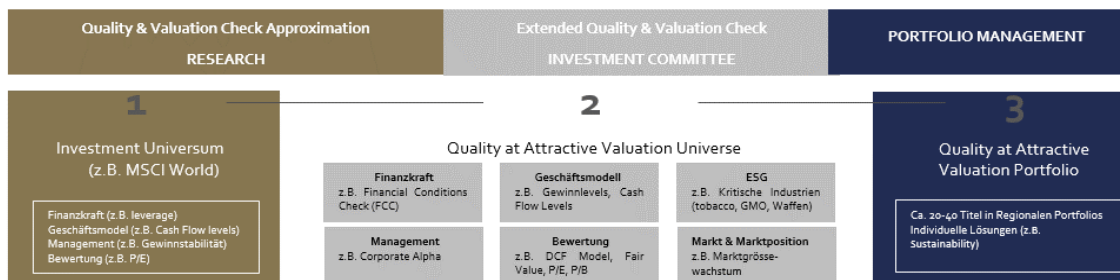 Quality & Valuation Check Approximation
RESEARCH
Extended Quality & Valuation Check
INVESTMENT COMMITTEE
PORTFOLIO MANAGEMENT
1
2
3
Investment Universum
(z.B. MSCI World)
Finanzkraft (z.B. leverage)
Geschäftsmodel (z.B. Cash Flow levels)
Management (z.B. Gewinnstabilität)
Bewertung (z.B. P/E)
Quality at Attractive Valuation Universe
Finanzkraft
z.B. Financial Conditions
Check (FCC)
Geschäftsmodell
z.B. Gewinnlevels, Cash
Flow Levels
ESG
z.B. Kritische Industrien
(tobacco, GMO, Waffen)
Management
z.B. Corporate Alpha
Bewertung
z.B. DCF Model, Fair
Value, P/E, P/B
Markt & Marktposition
z.B. Marktgrösse-
wachstum
Quality at Attractive
Valuation Portfolio
Ca. 20-40 Titel in Regionalen Portfolios
Individuelle Lösungen (z.B.
Sustainability)